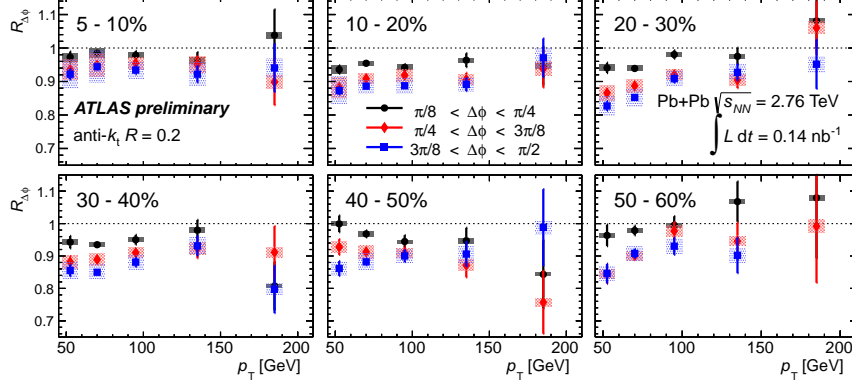 R_Δφ
1.1
1
0.9
0.8
0.7
5 - 10%
ATLAS preliminary
anti-k_t R = 0.2
10 - 20%
π/8 < Δφ < π/4
π/4 < Δφ < 3π/8
3π/8 < Δφ < π/2
20 - 30%
Pb+Pb √s_NN = 2.76 TeV
∫ L dt = 0.14 nb⁻¹
R_Δφ
1.1
1
0.9
0.8
0.7
0.6
30 - 40%
40 - 50%
50 - 60%
50 100 150 200
50 100 150 200
50 100 150 200
p_T [GeV]
p_T [GeV]
p_T [GeV]